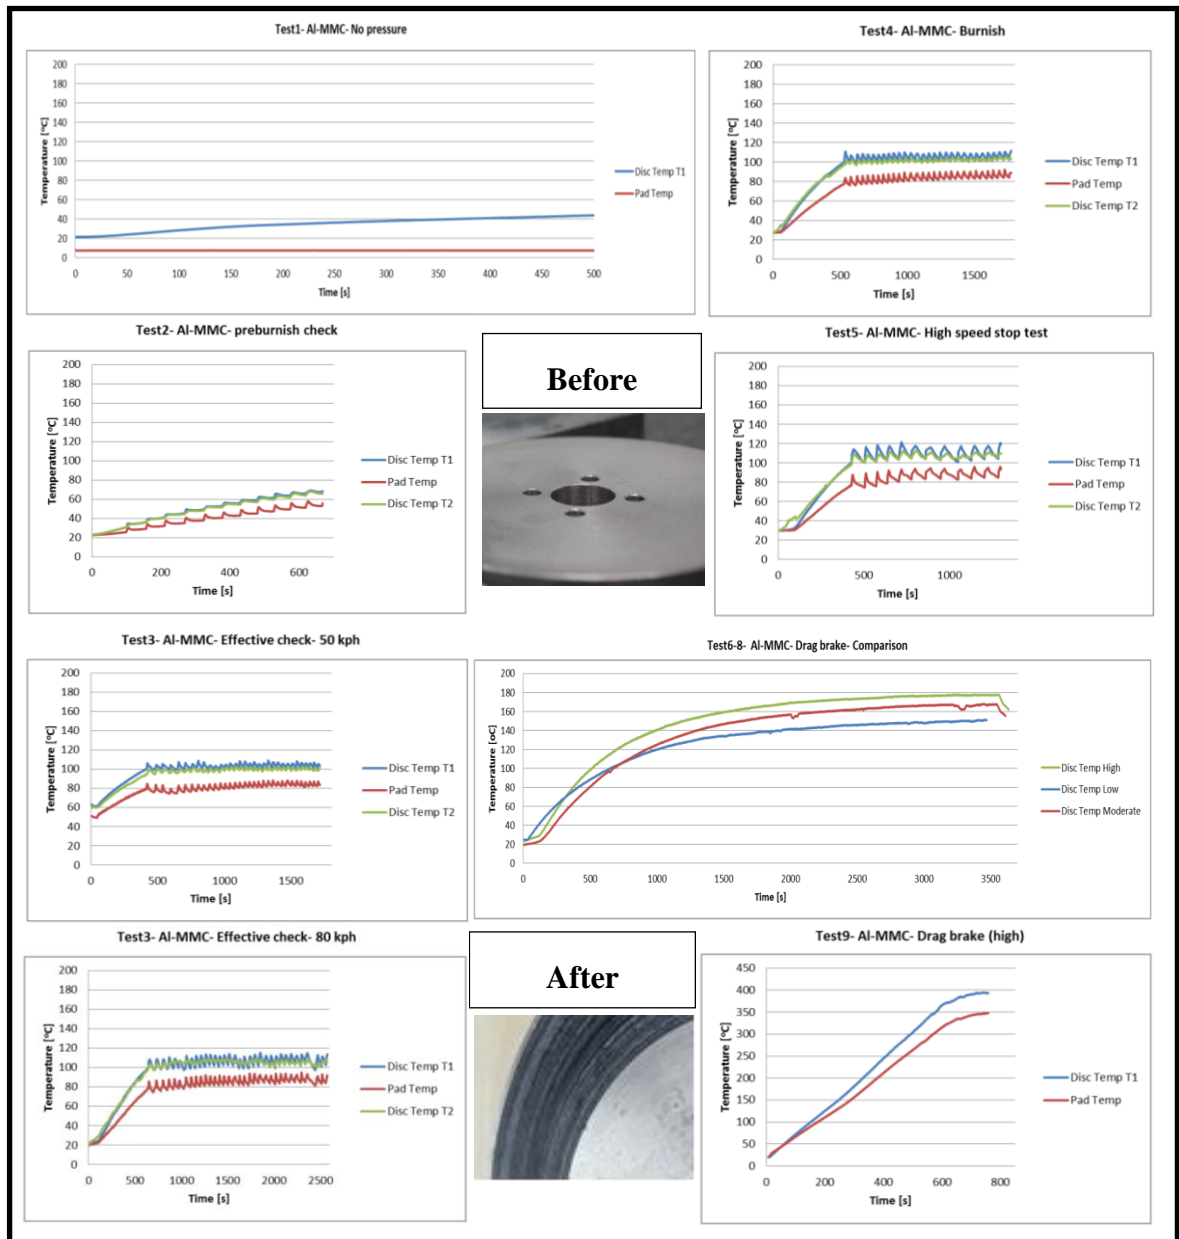 Test1- Al-MMC- No pressure
200
180
160
140
120
100
80
60
40
20
0
Temperature [°C]
0 50 100 150 200 250 300 350 400 450 500
Time [s]
Disc Temp T1
Pad Temp
Test4- Al-MMC- Burnish
200
180
160
140
120
100
80
60
40
20
0
Temperature [°C]
0 500 1000 1500
Time [s]
Disc Temp T1
Pad Temp
Disc Temp T2
Test2- Al-MMC- preburnish check
200
180
160
140
120
100
80
60
40
20
0
Temperature [°C]
0 200 400 600
Time [s]
Disc Temp T1
Pad Temp
Disc Temp T2
Before
Test5- Al-MMC- High speed stop test
200
180
160
140
120
100
80
60
40
20
0
Temperature [°C]
0 500 1000
Time [s]
Disc Temp T1
Pad Temp
Disc Temp T2
Test3- Al-MMC- Effective check- 50 kph
200
180
160
140
120
100
80
60
40
20
0
Temperature [°C]
0 500 1000 1500
Time [s]
Disc Temp T1
Pad Temp
Disc Temp T2
Test6-8- Al-MMC- Drag brake- Comparison
200
180
160
140
120
100
80
60
40
20
0
Temperature [oC]
0 500 1000 1500 2000 2500 3000 3500
Time [s]
Disc Temp High
Disc Temp Low
Disc Temp Moderate
Test3- Al-MMC- Effective check- 80 kph
200
180
160
140
120
100
80
60
40
20
0
Temperature [°C]
0 500 1000 1500 2000 2500
Time [s]
Disc Temp T1
Pad Temp
Disc Temp T2
After
Test9- Al-MMC- Drag brake (high)
450
400
350
300
250
200
150
100
50
0
Temperature [°C]
0 200 400 600 800
Time [s]
Disc Temp T1
Pad Temp